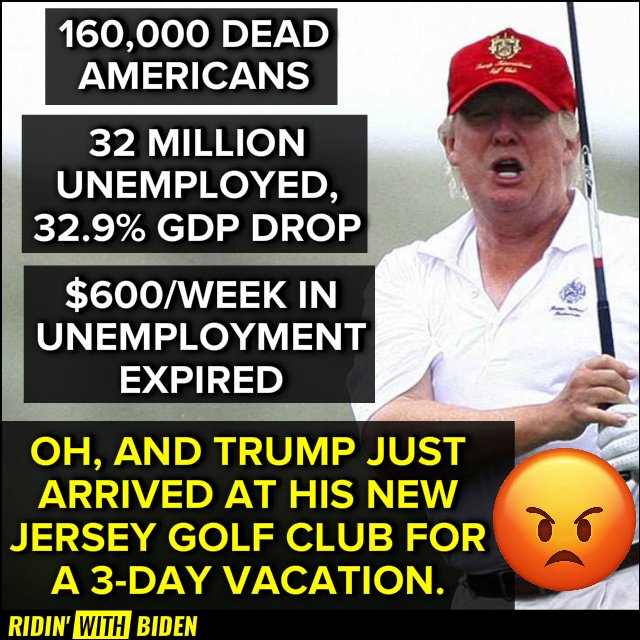 160,000 DEAD
AMERICANS
32 MILLION
UNEMPLOYED,
32.9% GDP DROP
$600/WEEK IN
UNEMPLOYMENT
EXPIRED
OH, AND TRUMP JUST
ARRIVED AT HIS NEW
JERSEY GOLF CLUB FOR
A 3-DAY VACATION.
RIDIN' WITH BIDEN